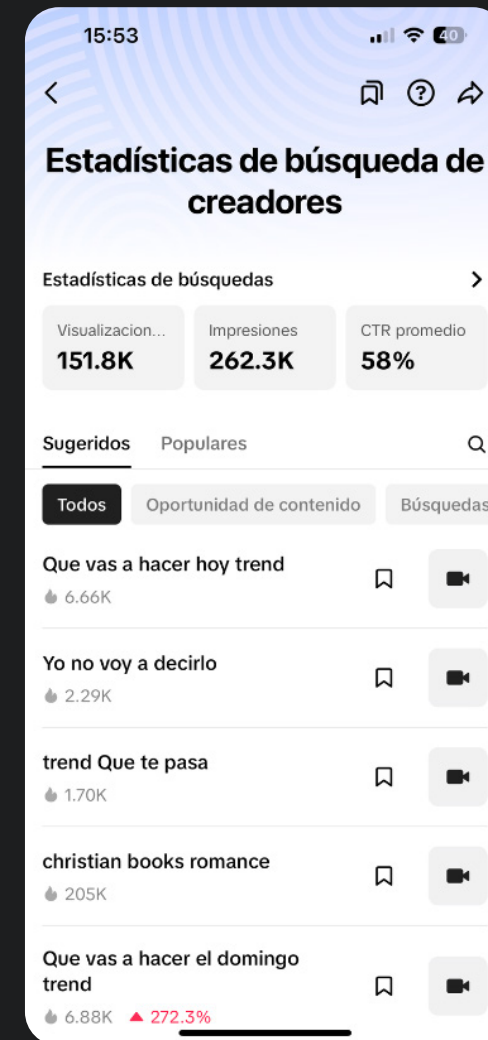 15:53
40
Estadísticas de búsqueda de
creadores
Estadísticas de búsquedas
Visualizacion...
Impresiones
CTR promedio
151.8K
262.3K
58%
Sugeridos
Populares
Todos
Oportunidad de contenido
Búsquedas
Que vas a hacer hoy trend
6.66K
Yo no voy a decirlo
2.29K
trend Que te pasa
1.70K
christian books romance
205K
Que vas a hacer el domingo
trend
6.88K ▲ 272.3%